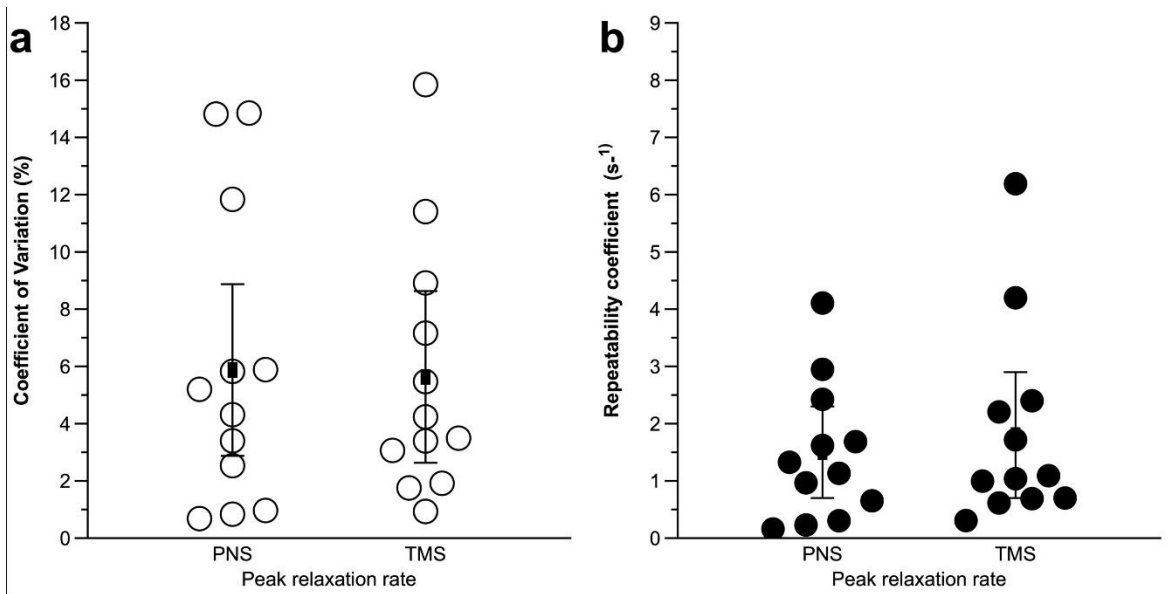 a
Coefficient of Variation (%)
18
16
14
12
10
8
6
4
2
0
PNS
TMS
Peak relaxation rate
b
Repeatability coefficient (s-¹⁾
9
8
7
6
5
4
3
2
1
0
PNS
TMS
Peak relaxation rate